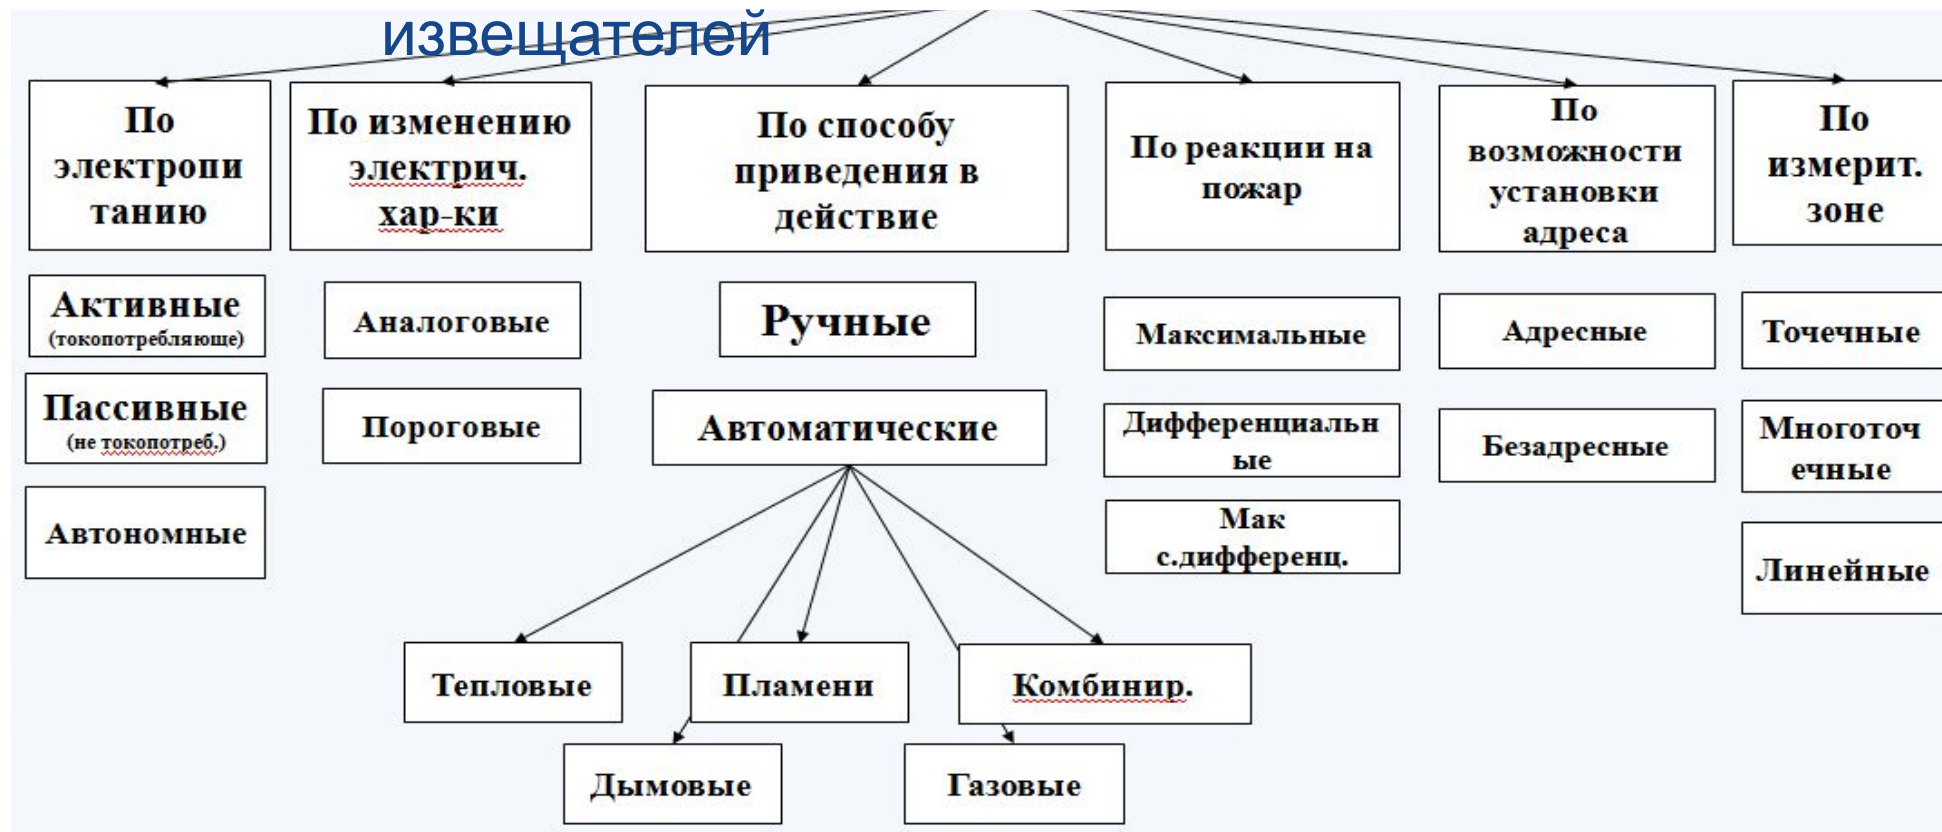 извещателей
По
электропи
танию
По изменению
электрич.
хар-ки
По способу
приведения в
действие
По реакции на
пожар
По
возможности
установки
адреса
По
измерит.
зоне
Активные
(токопотребляюще)
Пассивные
(не токопотреб.)
Автономные
Аналоговые
Пороговые
Ручные
Автоматические
Максимальные
Дифференциальн
ые
Мак
с.дифференц.
Адресные
Безадресные
Точечные
Многоточ
ечные
Линейные
Тепловые
Пламени
Комбинир.
Дымовые
Газовые